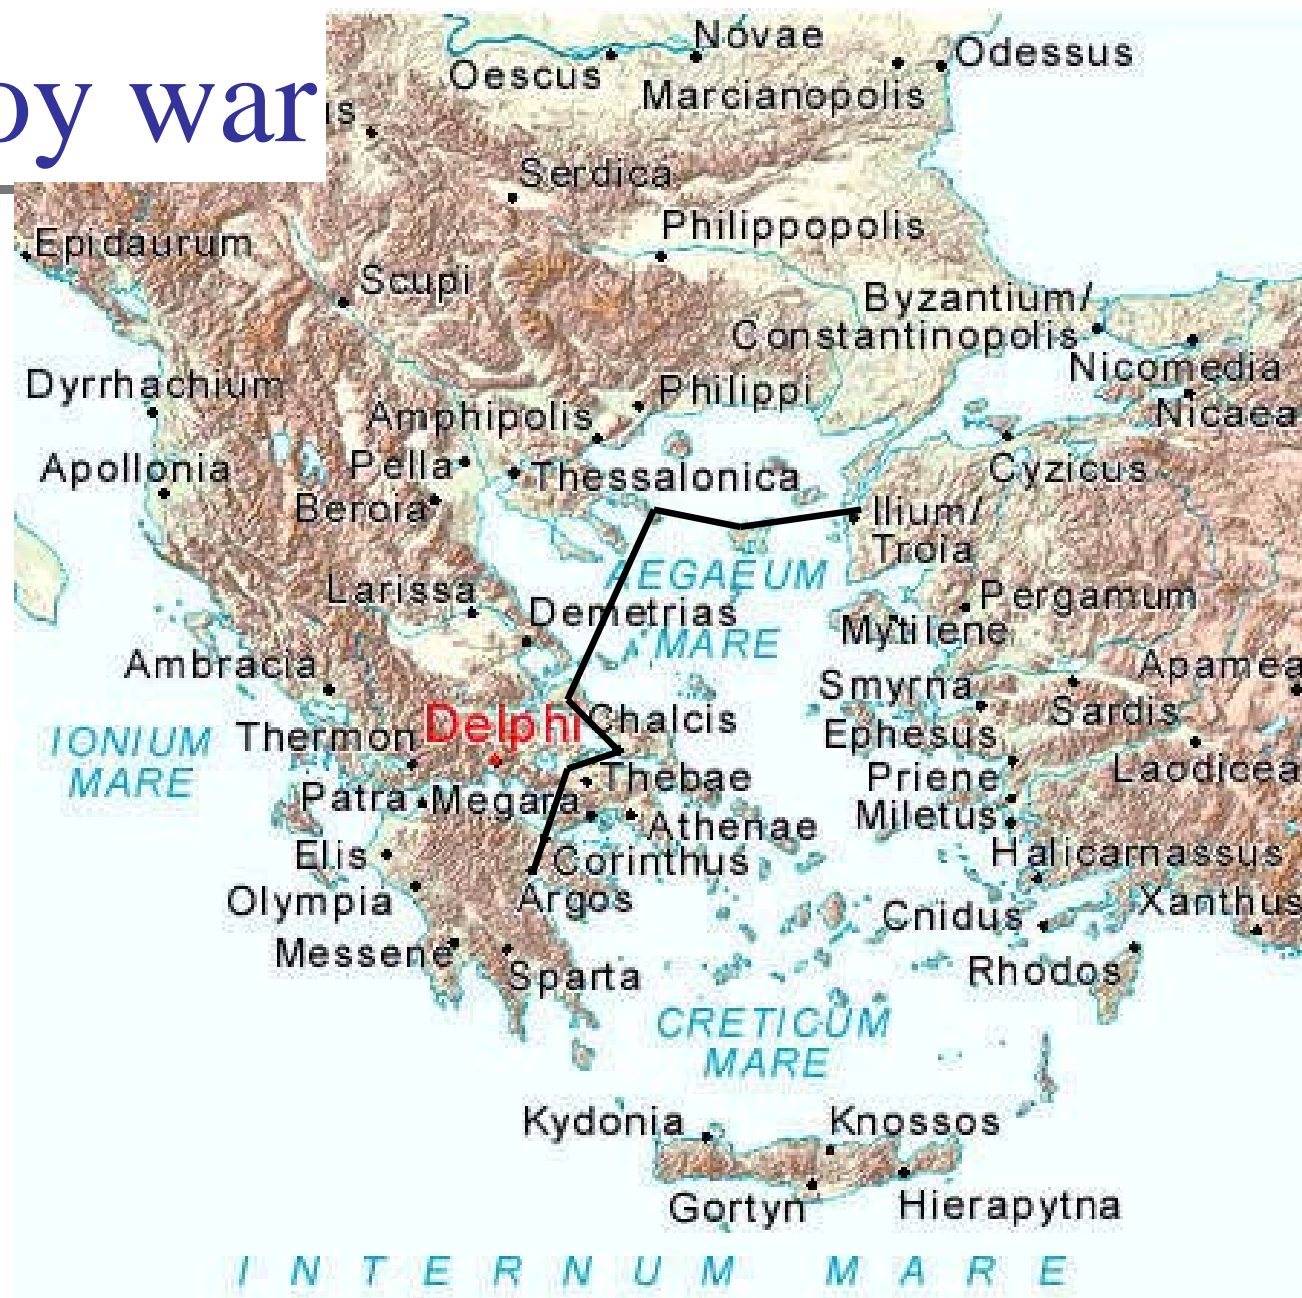 oy war
Novae
Odessus
Oescus
Marcianopolis
is
Serdica
Philippopolis
Epidaurum
Scupi
Byzantium/
Constantinopolis
Nicomedia
Dyrrhachium
Philippi
Amphipolis
Nicaea
Apollonia
Pella
Thessalonica
Cyzicus
Beroia
Ilium/
Troia
AEGAEUM
MARE
Larissa
Demetrias
Pergamum
Mytilene
Ambracia
Apamea
Smyrna
Sardis
Delphi
Chalcis
IONIUM
MARE
Thermon
Ephesus
Laodicea
Thebae
Priene
Patra
Megara
Miletus
Athenae
Elis
Corinthus
Halicarnassus
Olympia
Argos
Cnidus
Xanthus
Messene
Sparta
Rhodos
CRETICUM
MARE
Kydonia
Knossos
Gortyn
Hierapytna
INTERNUM MARE